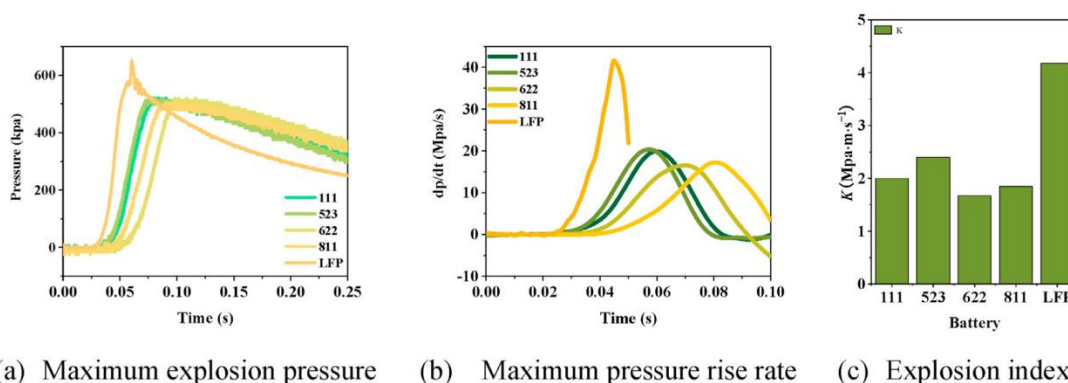 600
400
200
0
Pressure (kpa)
111
523
622
811
LFP
0.00 0.05 0.10 0.15 0.20 0.25
Time (s)
(a) Maximum explosion pressure
40
30
20
10
0
-10
dp/dt (Mpa/s)
111
523
622
811
LFP
0.00 0.02 0.04 0.06 0.08 0.10
Time (s)
(b) Maximum pressure rise rate
5
4
3
2
1
0
K (Mpa·m·s⁻¹)
K
111 523 622 811 LFP
Battery
(c) Explosion index